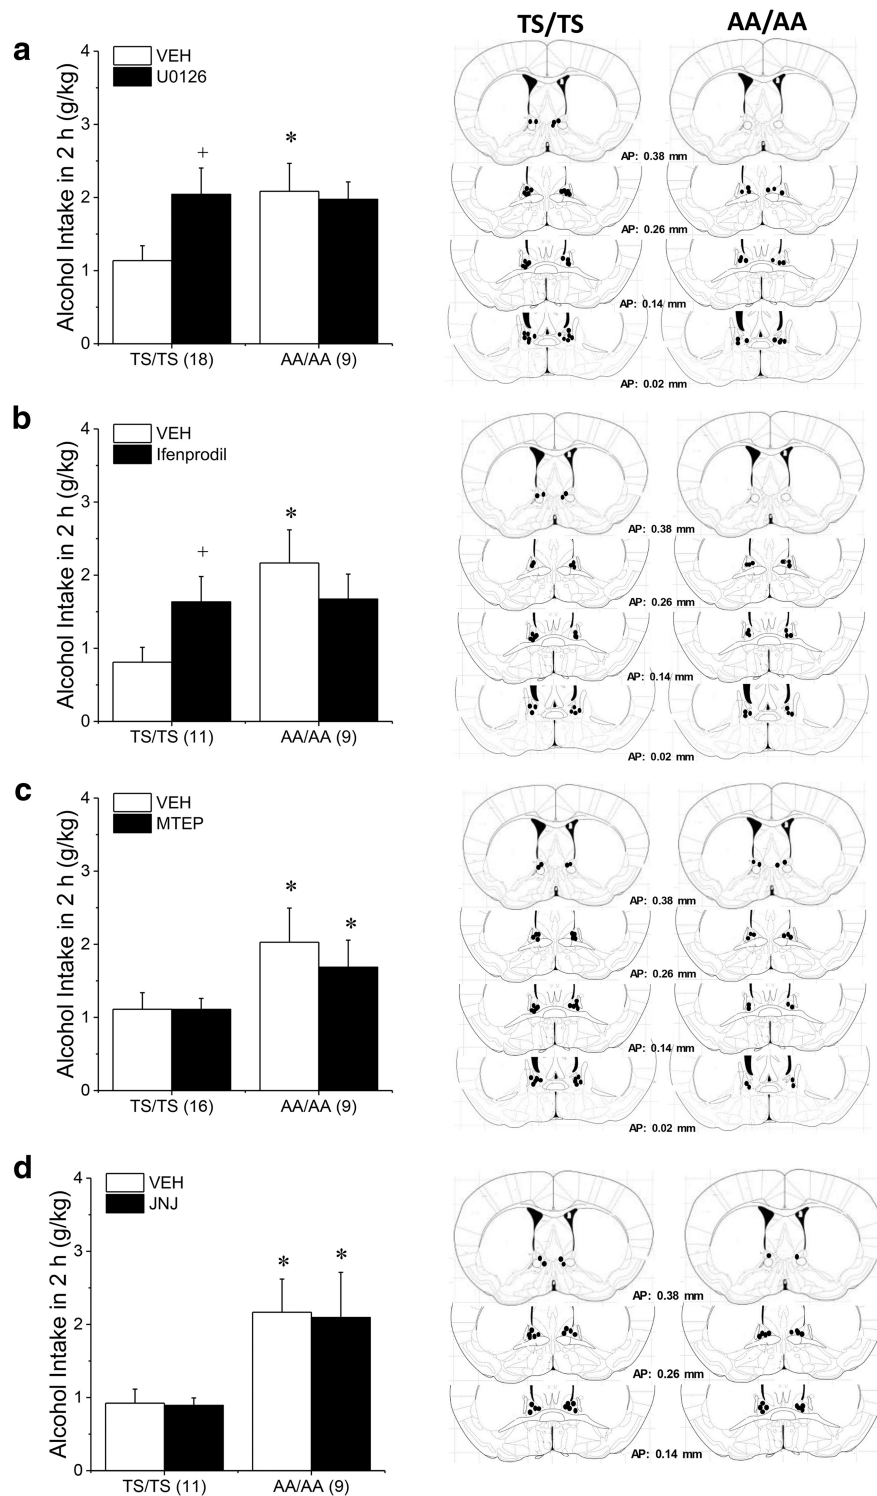 TS/TS AA/AA
a
Alcohol Intake in 2 h (g/kg)
4
3
2
1
0
VEH
U0126
+
*
TS/TS (18) AA/AA (9)
AP: 0.38 mm
AP: 0.26 mm
AP: 0.14 mm
AP: 0.02 mm
b
Alcohol Intake in 2 h (g/kg)
4
3
2
1
0
VEH
Ifenprodil
+
*
TS/TS (11) AA/AA (9)
AP: 0.38 mm
AP: 0.26 mm
AP: 0.14 mm
AP: 0.02 mm
c
Alcohol Intake in 2 h (g/kg)
4
3
2
1
0
VEH
MTEP
*
*
TS/TS (16) AA/AA (9)
AP: 0.38 mm
AP: 0.26 mm
AP: 0.14 mm
AP: 0.02 mm
d
Alcohol Intake in 2 h (g/kg)
4
3
2
1
0
VEH
JNJ
*
*
TS/TS (11) AA/AA (9)
AP: 0.38 mm
AP: 0.26 mm
AP: 0.14 mm